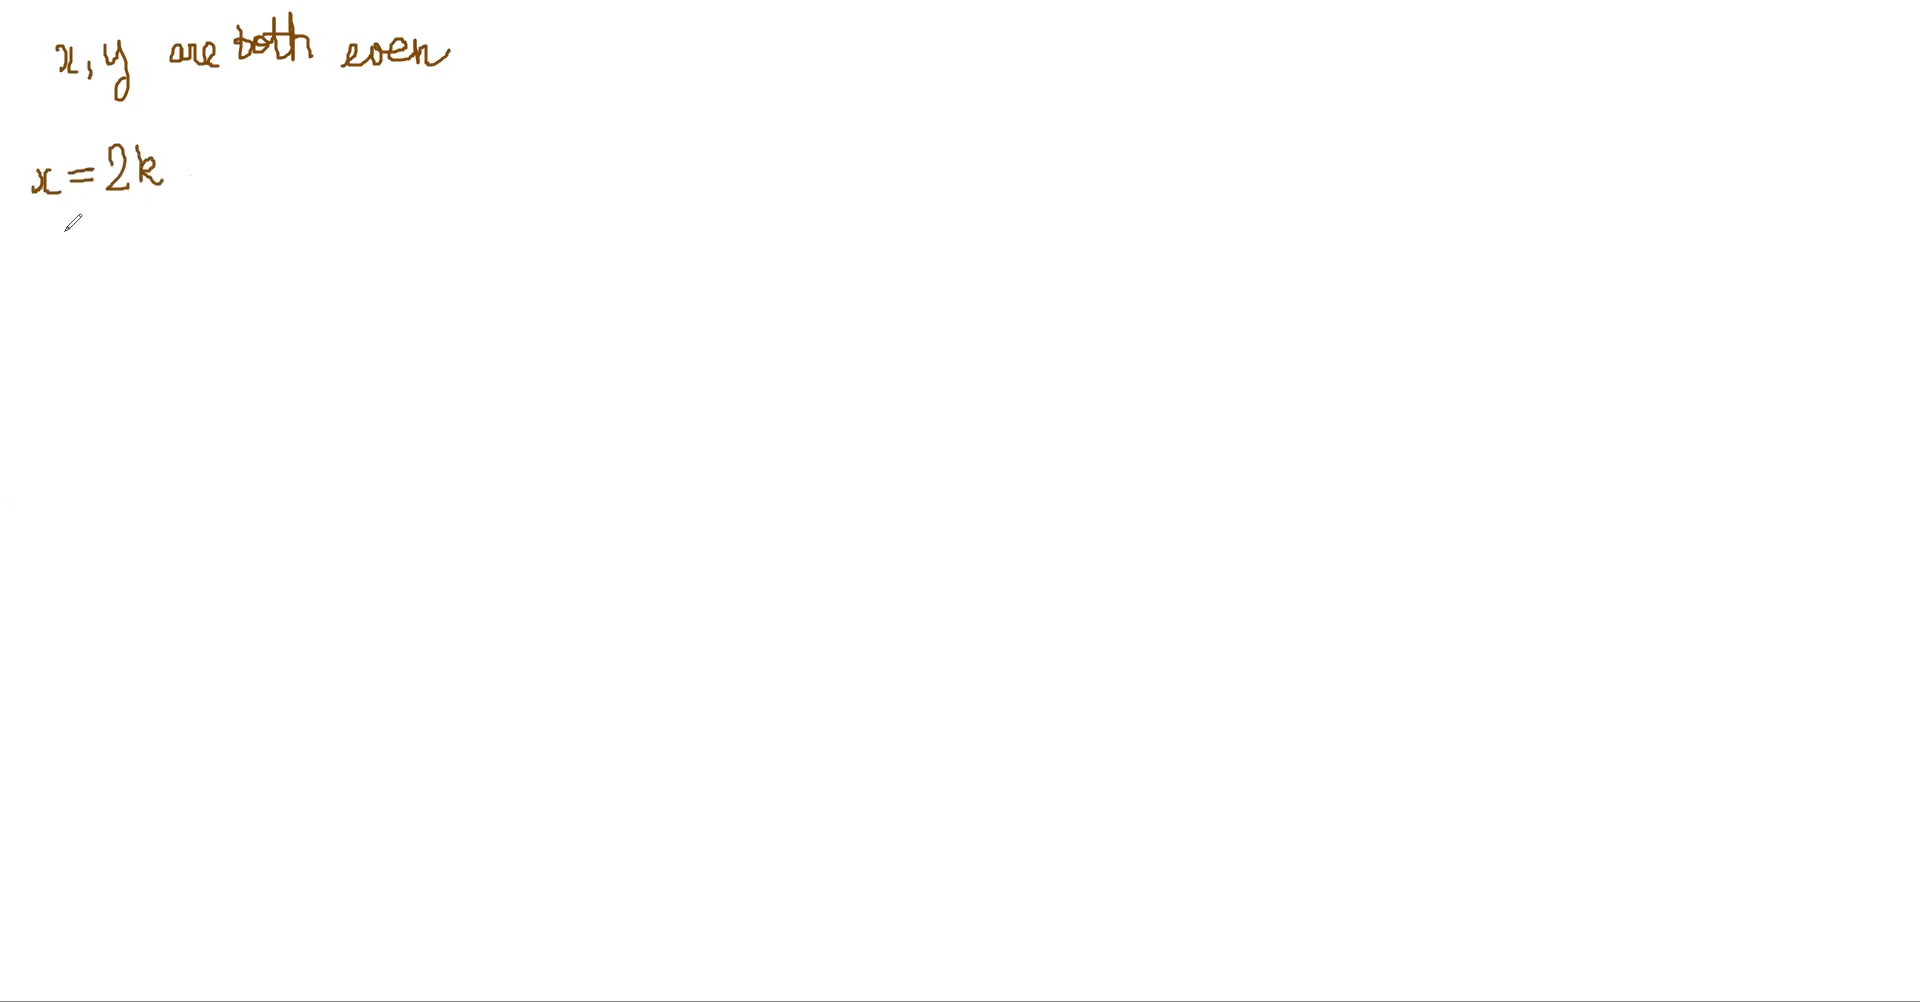 x, y are both even
x = 2k